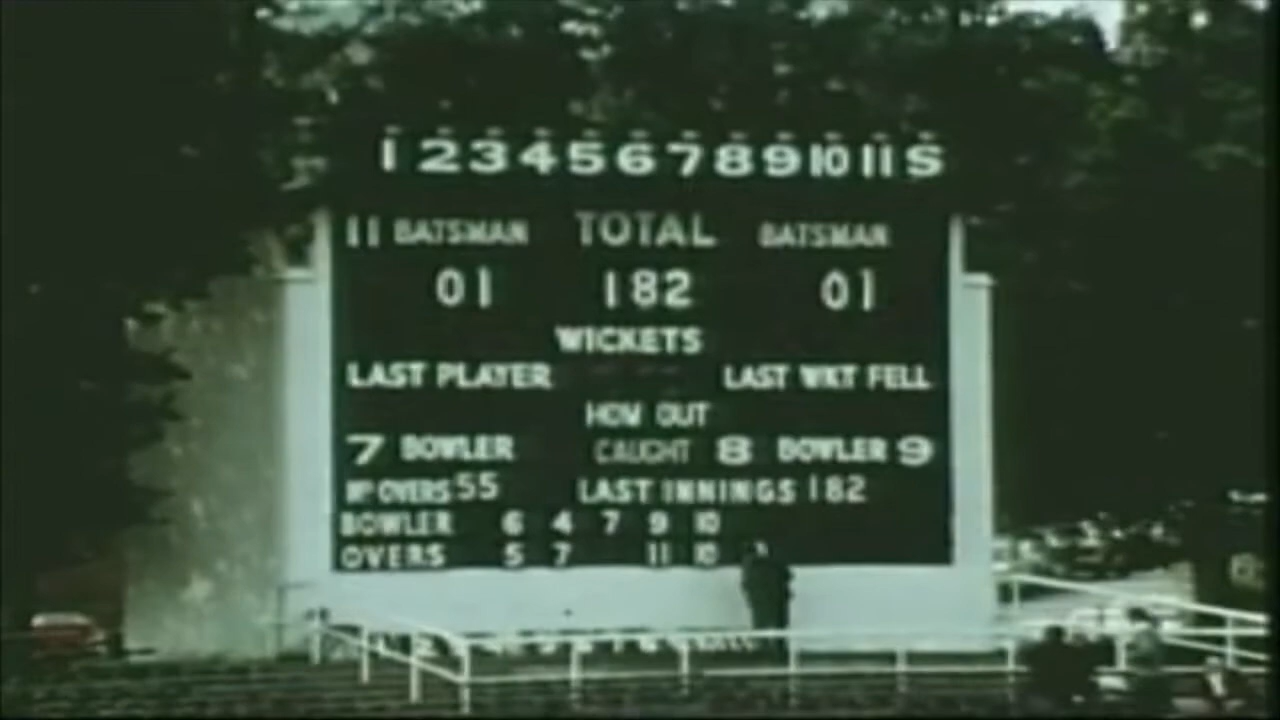 1 2 3 4 5 6 7 8 9 10 11 S
11 BATSMAN TOTAL BATSMAN
01 182 01
WICKETS
LAST PLAYER LAST WKT FELL
HOW OUT
7 BOWLER CAUGHT 8 BOWLER 9
No OVERS 55 LAST INNINGS 182
BOWLER 6 4 7 9 10
OVERS 5 7 11 10